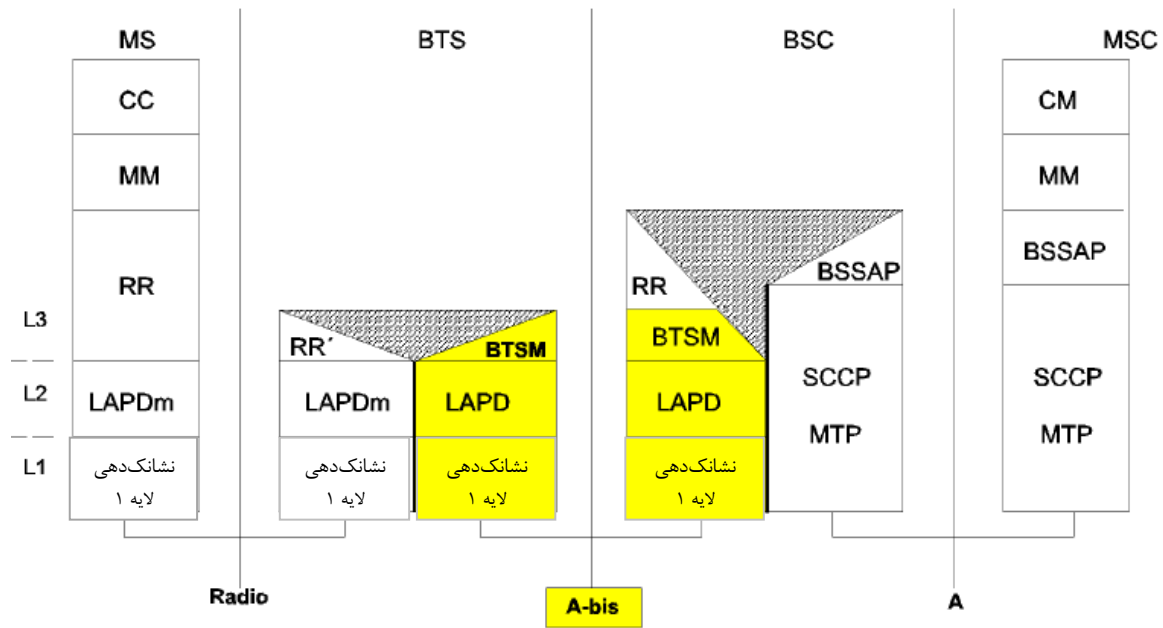 MS
BTS
BSC
MSC
CC
CM
MM
MM
RR
BSSAP
RR
BSSAP
L3
RR´
BTSM
BTSM
SCCP
SCCP
L2
LAPDm
LAPDm
LAPD
LAPD
MTP
MTP
L1
نشانک‌دهی
لایه ۱
نشانک‌دهی
لایه ۱
نشانک‌دهی
لایه ۱
نشانک‌دهی
لایه ۱
Radio
A-bis
A